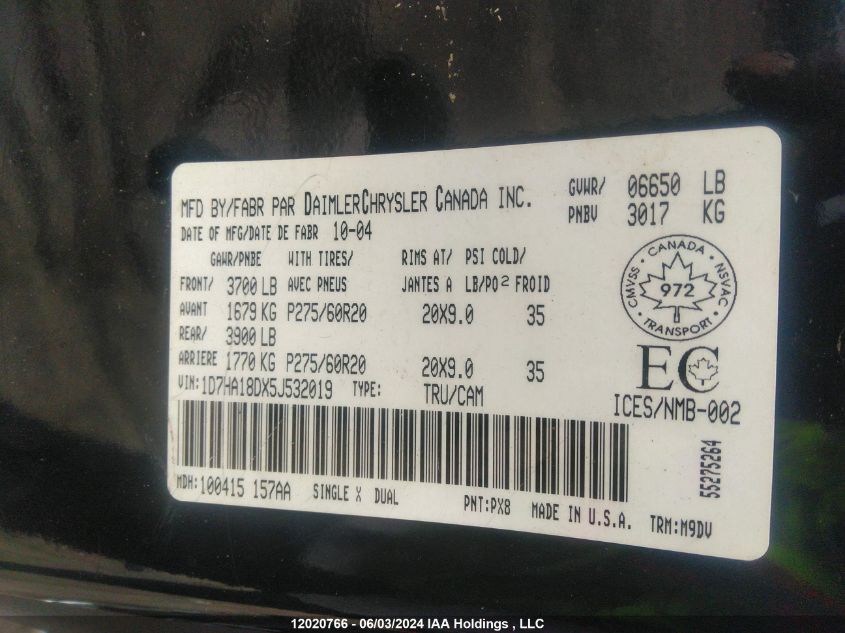 MFD BY/FABR PAR DAIMLERCHRYSLER CANADA INC.
GVWR/ 06650 LB
PNBV 3017 KG
DATE OF MFG/DATE DE FABR 10-04
GAWR/PNBE WITH TIRES/ RIMS AT/ PSI COLD/
FRONT/ 3700 LB AVEC PNEUS JANTES A LB/PO² FROID
AVANT 1679 KG P275/60R20 20X9.0 35
REAR/ 3900 LB
ARRIERE 1770 KG P275/60R20 20X9.0 35
VIN: 1D7HA18DX5J532019 TYPE: TRU/CAM
CANADA
CMVSS 972 NSVAC
TRANSPORT
EC
ICES/NMB-002
55275264
MDH: 100415 157AA SINGLE X DUAL PNT: PX8 MADE IN U.S.A. TRM: M9DV
12020766 - 06/03/2024 IAA Holdings , LLC